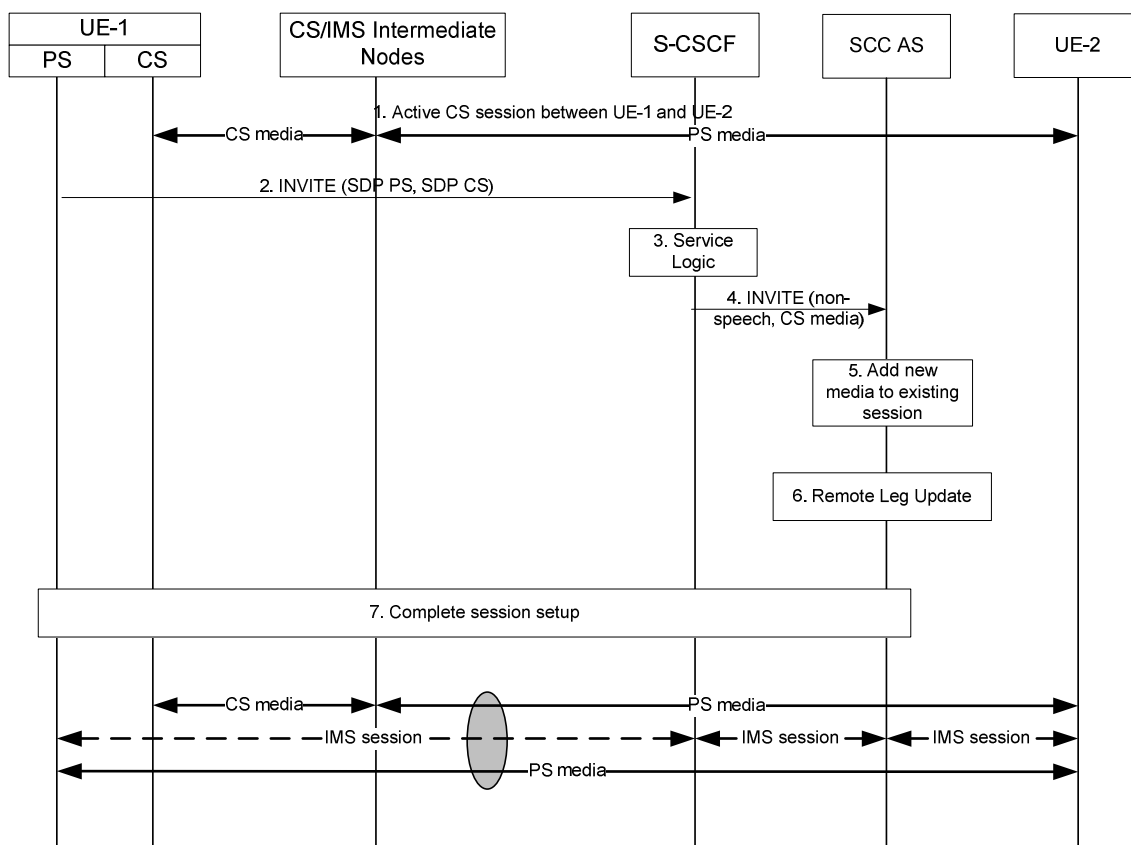 UE-1
PS
CS
CS/IMS Intermediate
Nodes
S-CSCF
SCC AS
UE-2
1. Active CS session between UE-1 and UE-2
CS media
PS media
2. INVITE (SDP PS, SDP CS)
3. Service
Logic
4. INVITE (non-
speech, CS media)
5. Add new
media to existing
session
6. Remote Leg Update
7. Complete session setup
CS media
PS media
IMS session
IMS session
IMS session
PS media